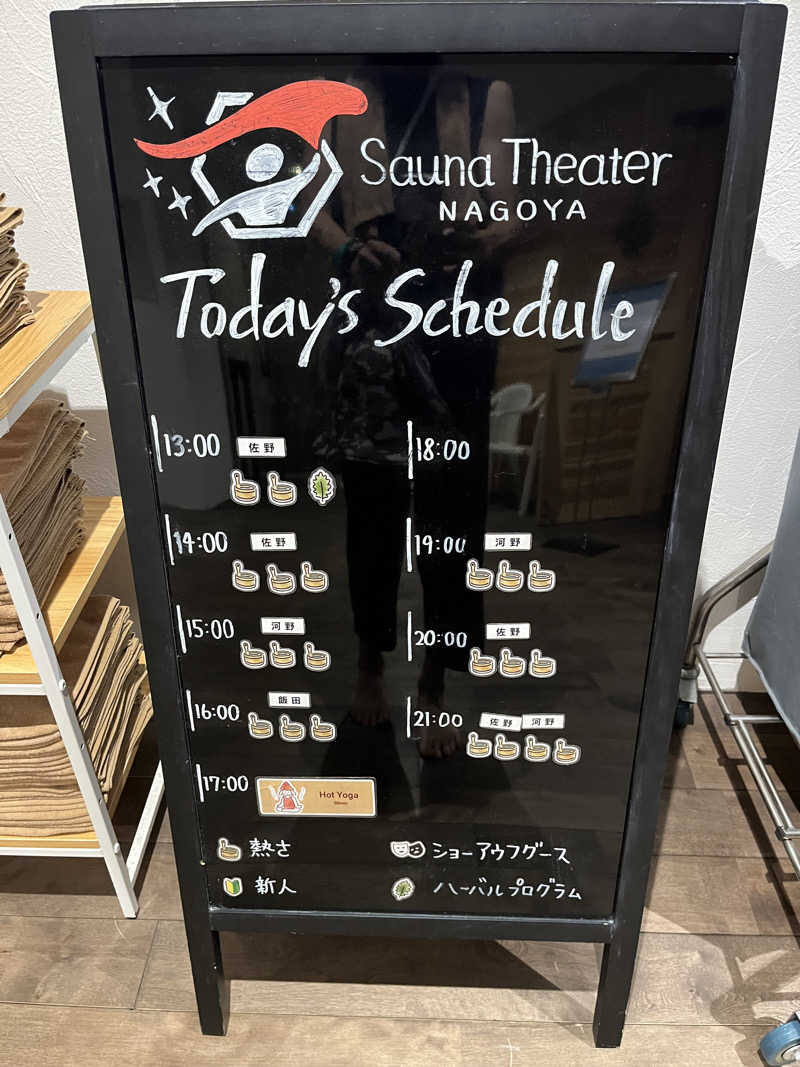 Sauna Theater
NAGOYA
Today's Schedule
13:00 佐野
14:00 佐野
15:00 河野
16:00 飯田
17:00 Hot Yoga
18:00
19:00 河野
20:00 佐野
21:00 佐野 河野
熱さ
新人
ショーアウフグース
ハーバルプログラム